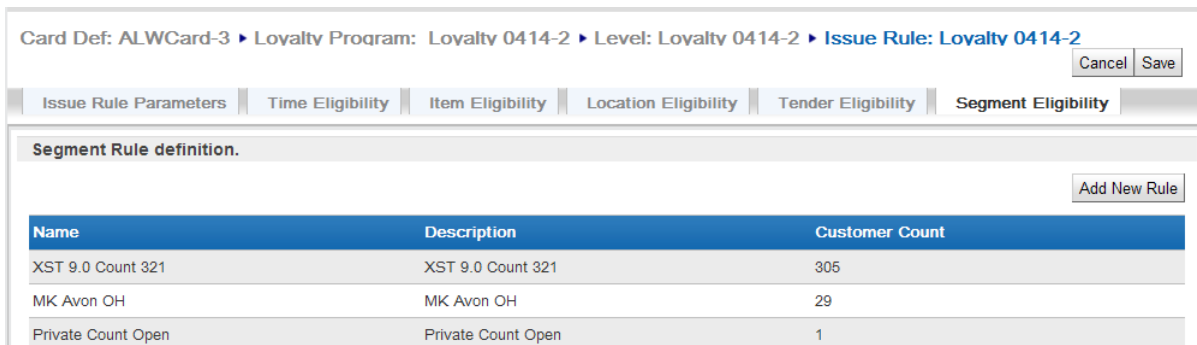 Card Def: ALWCard-3 ▸ Loyalty Program: Loyalty 0414-2 ▸ Level: Loyalty 0414-2 ▸ Issue Rule: Loyalty 0414-2
Cancel Save
Issue Rule Parameters Time Eligibility Item Eligibility Location Eligibility Tender Eligibility Segment Eligibility
Segment Rule definition.
Add New Rule
Name Description Customer Count
XST 9.0 Count 321 XST 9.0 Count 321 305
MK Avon OH MK Avon OH 29
Private Count Open Private Count Open 1